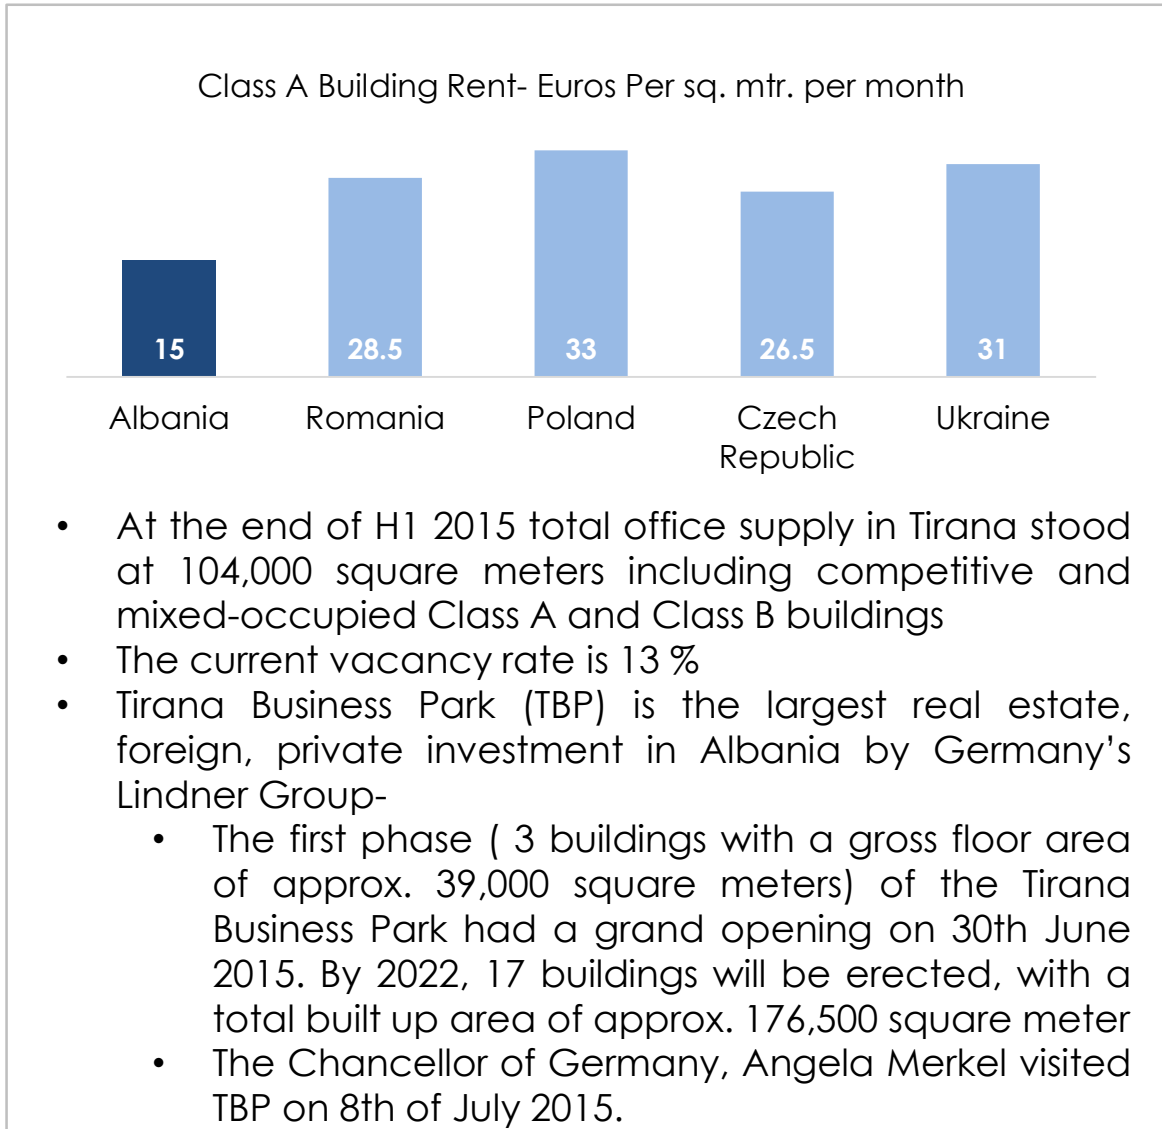 Class A Building Rent- Euros Per sq. mtr. per month
15
28.5
33
26.5
31
Albania
Romania
Poland
Czech
Republic
Ukraine
• At the end of H1 2015 total office supply in Tirana stood
at 104,000 square meters including competitive and
mixed-occupied Class A and Class B buildings
• The current vacancy rate is 13 %
• Tirana Business Park (TBP) is the largest real estate,
foreign, private investment in Albania by Germany’s
Lindner Group-
• The first phase ( 3 buildings with a gross floor area
of approx. 39,000 square meters) of the Tirana
Business Park had a grand opening on 30th June
2015. By 2022, 17 buildings will be erected, with a
total built up area of approx. 176,500 square meter
• The Chancellor of Germany, Angela Merkel visited
TBP on 8th of July 2015.